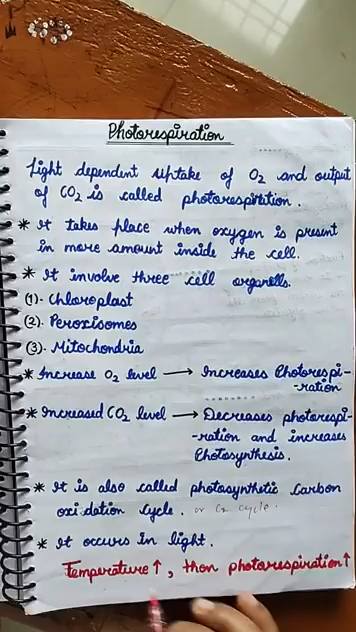 Photorespiration
Light dependent uptake of O2 and output
of CO2 is called photorespiration.
* It takes place when oxygen is present
in more amount inside the cell.
* It involve three cell organells.
(1). Chloroplast
(2). Peroxisomes
(3). Mitochondria
* Increase O2 level → Increases Photorespi-
-ration
* Increased CO2 level → Decreases photorespi-
-ration and increases
Photosynthesis.
* It is also called photosynthetic Carbon
oxidation cycle. or C2 cycle.
* It occurs in light.
Temperature ↑, then photorespiration ↑